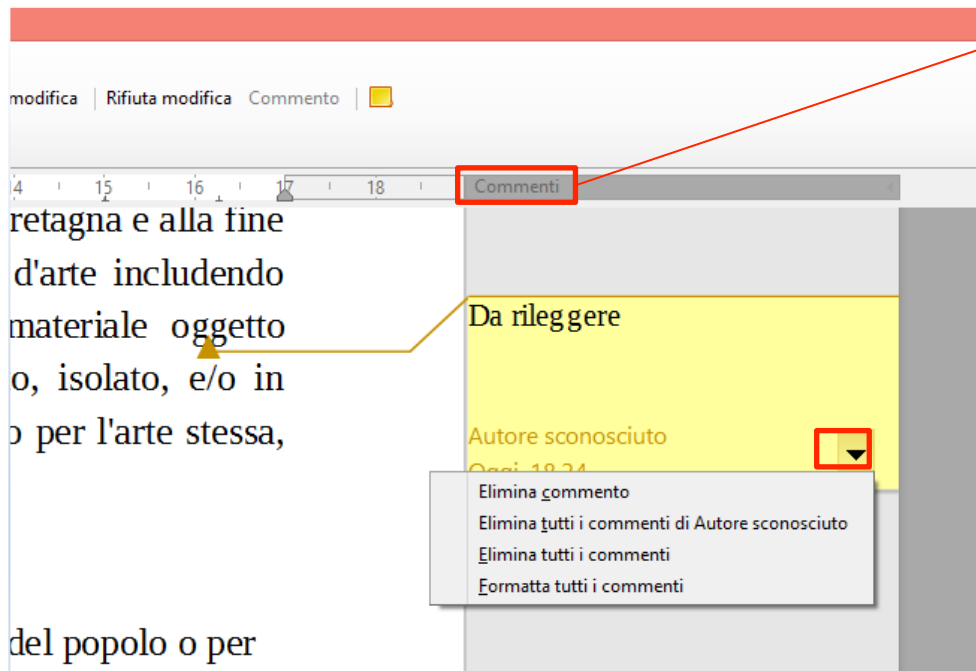 modifica Rifiuta modifica Commento
14 15 16 17 18 Commenti
retagna e alla fine
d'arte includendo
materiale oggetto
o, isolato, e/o in
o per l'arte stessa,
Da rileggere
Autore sconosciuto
Oggi, 18.24
Elimina commento
Elimina tutti i commenti di Autore sconosciuto
Elimina tutti i commenti
Formatta tutti i commenti
del popolo o per